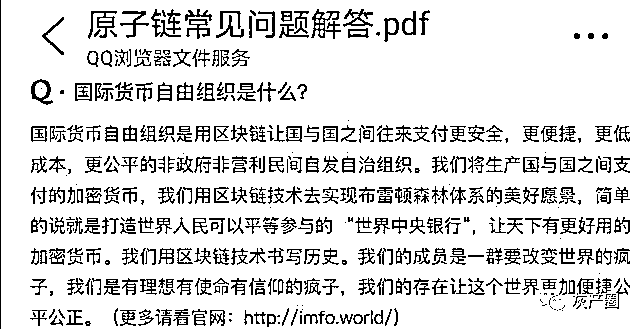 原子链常见问题解答.pdf
QQ浏览器文件服务
Q·国际货币自由组织是什么?
国际货币自由组织是用区块链让国与国之间往来支付更安全，更便捷，更低
成本，更公平的非政府非营利民间自发自治组织。我们将生产国与国之间支
付的加密货币，我们用区块链技术去实现布雷顿森林体系的美好愿景，简单
的说就是打造世界人民可以平等参与的“世界中央银行”，让天下有更好用的
加密货币。我们用区块链技术书写历史。我们的成员是一群要改变世界的疯
子，我们是有理想有使命有信仰的疯子，我们的存在让这个世界更加便捷公
平公正。（更多请看官网：http://imfo.world/）
灰产圈